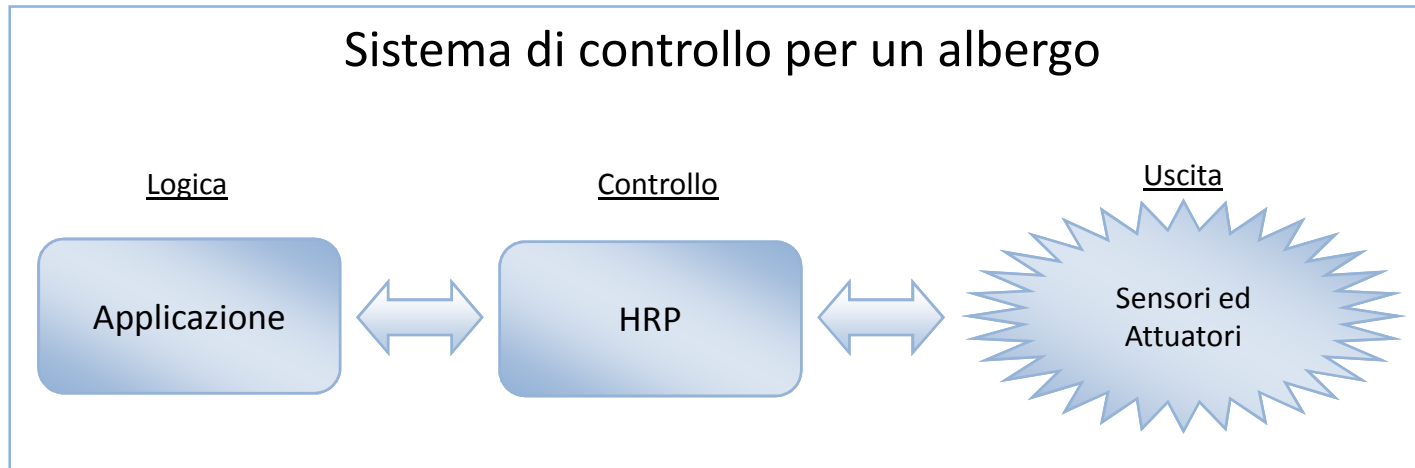 Sistema di controllo per un albergo
Logica
Controllo
Uscita
Applicazione
HRP
Sensori ed
Attuatori